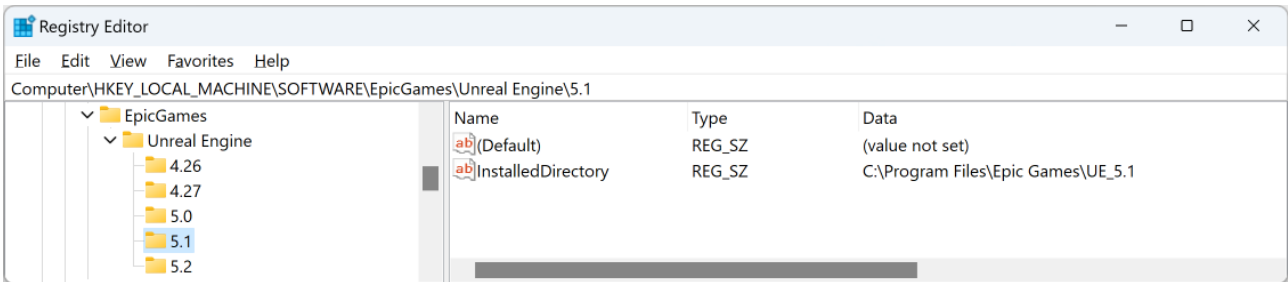 Registry Editor
File Edit View Favorites Help
Computer\HKEY_LOCAL_MACHINE\SOFTWARE\EpicGames\Unreal Engine\5.1
EpicGames
Unreal Engine
4.26
4.27
5.0
5.1
5.2
Name Type Data
ab (Default) REG_SZ (value not set)
ab InstalledDirectory REG_SZ C:\Program Files\Epic Games\UE_5.1